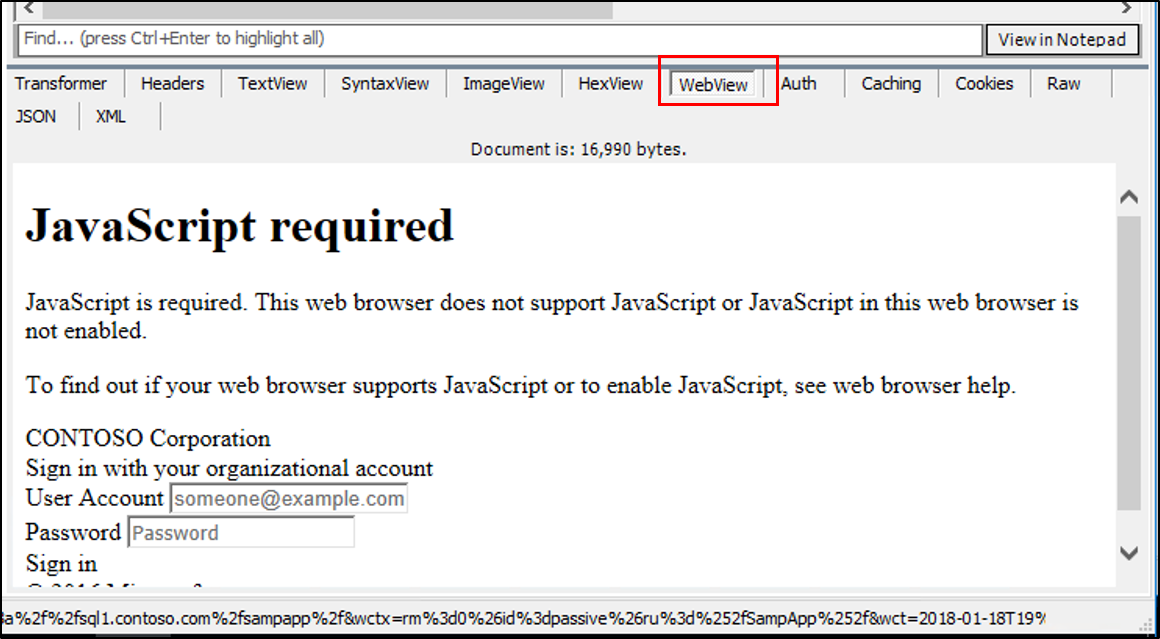 Find... (press Ctrl+Enter to highlight all) View in Notepad
Transformer Headers TextView SyntaxView ImageView HexView WebView Auth Caching Cookies Raw
JSON XML
Document is: 16,990 bytes.
JavaScript required
JavaScript is required. This web browser does not support JavaScript or JavaScript in this web browser is
not enabled.
To find out if your web browser supports JavaScript or to enable JavaScript, see web browser help.
CONTOSO Corporation
Sign in with your organizational account
User Account someone@example.com
Password Password
Sign in
© 2016
a%2f%2fsql1.contoso.com%2fsampapp%2f&wctx=rm%3d0%26id%3dpassive%26ru%3d%252fSampApp%252f&wct=2018-01-18T19%